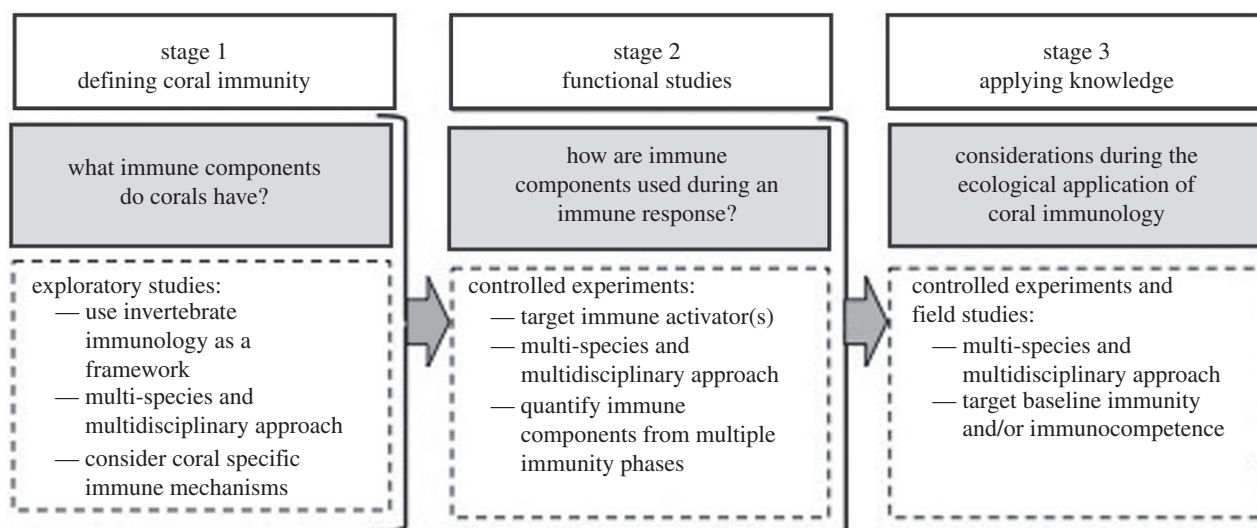 stage 1
defining coral immunity
what immune components
do corals have?
exploratory studies:
— use invertebrate
immunology as a
framework
— multi-species and
multidisciplinary approach
— consider coral specific
immune mechanisms
stage 2
functional studies
how are immune
components used during an
immune response?
controlled experiments:
— target immune activator(s)
— multi-species and
multidisciplinary approach
— quantify immune
components from multiple
immunity phases
stage 3
applying knowledge
considerations during the
ecological application of
coral immunology
controlled experiments and
field studies:
— multi-species and
multidisciplinary approach
— target baseline immunity
and/or immunocompetence